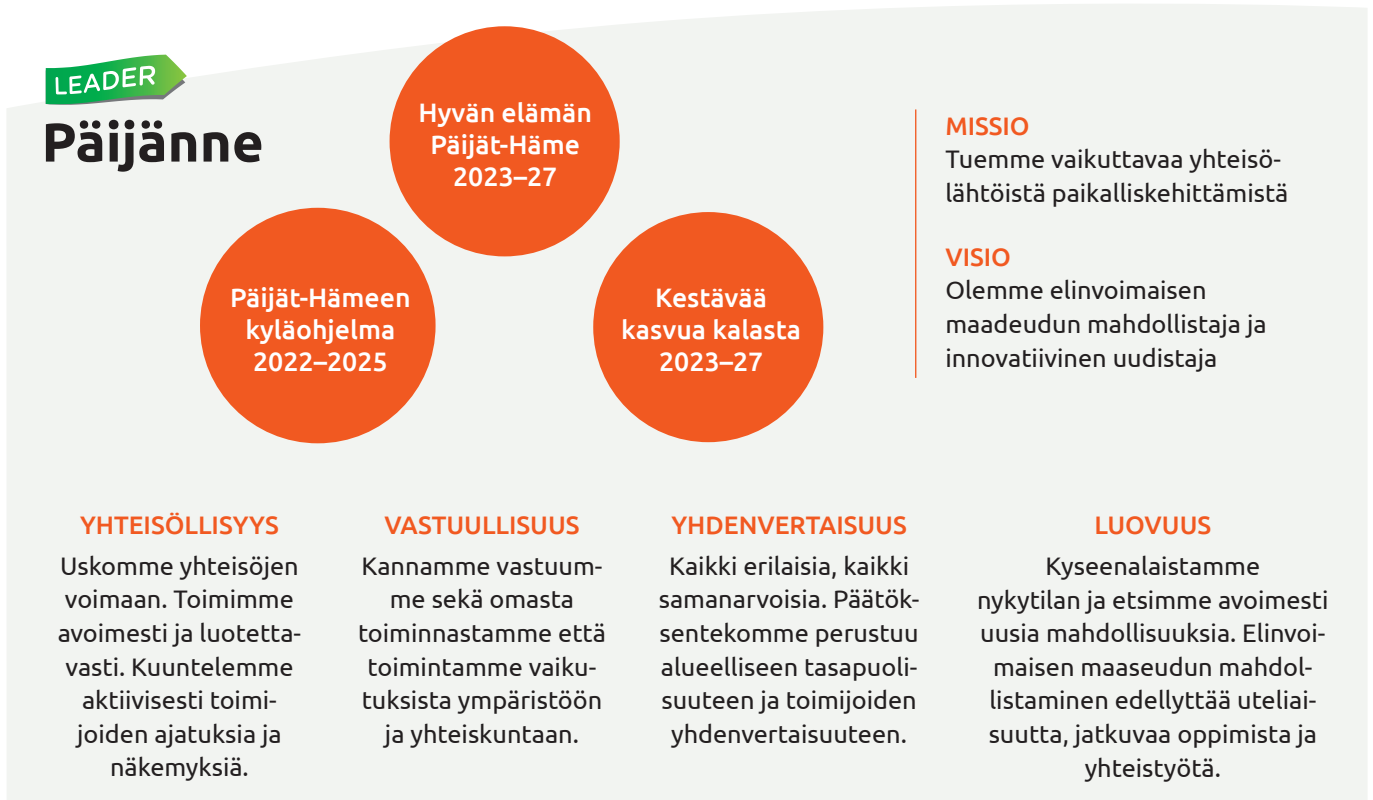 LEADER
Päijänne
Hyvän elämän
Päijät-Häme
2023–27
Päijät-Hämeen
kyläohjelma
2022–2025
Kestävää
kasvua kalasta
2023–27
MISSIO
Tuemme vaikuttavaa yhteisö-
lähtöistä paikalliskehittämistä
VISIO
Olemme elinvoimaisen
maadeudun mahdollistaja ja
innovatiivinen uudistaja
YHTEISÖLLISYYS
Uskomme yhteisöjen
voimaan. Toimimme
avoimesti ja luotetta-
vasti. Kuuntelemme
aktiivisesti toimi-
joiden ajatuksia ja
näkemyksiä.
VASTUULLISUUS
Kannamme vastuum-
me sekä omasta
toiminnastamme että
toimintamme vaiku-
tuksista ympäristöön
ja yhteiskuntaan.
YHDENVERTAISUUS
Kaikki erilaisia, kaikki
samanarvoisia. Päätök-
sentekomme perustuu
alueelliseen tasapuoli-
suuteen ja toimijoiden
yhdenvertaisuuteen.
LUOVUUS
Kyseenalaistamme
nykytilan ja etsimme avoimesti
uusia mahdollisuuksia. Elinvoi-
maisen maaseudun mahdol-
listaminen edellyttää uteliai-
suutta, jatkuvaa oppimista ja
yhteistyötä.